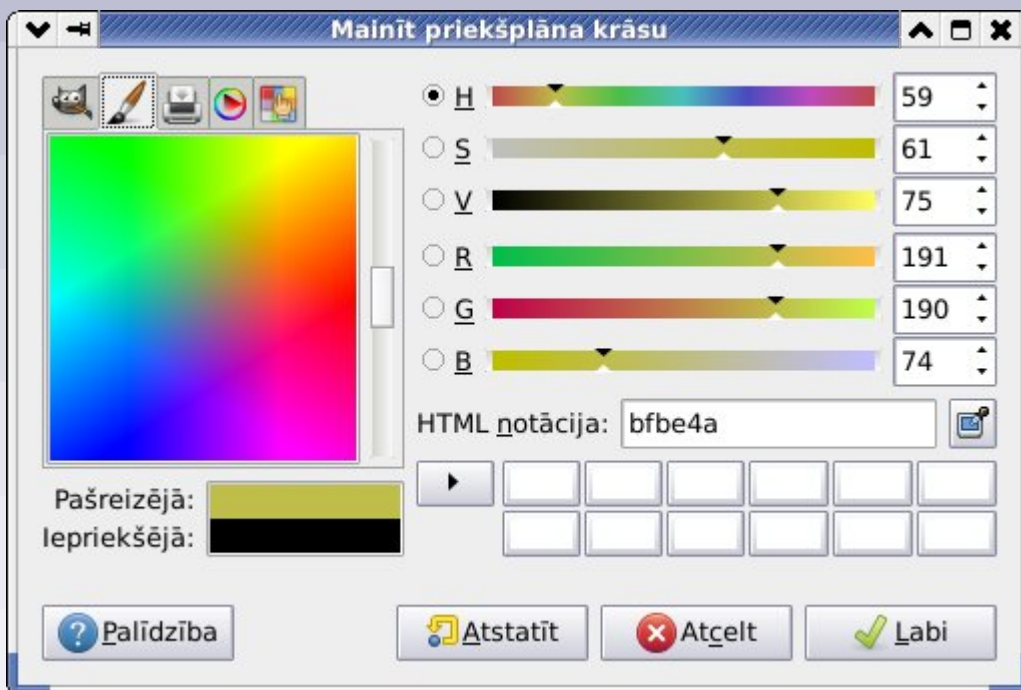 Mainīt priekšplāna krāsu
H 59
S 61
V 75
R 191
G 190
B 74
HTML notācija: bfbe4a
Pašreizējā:
Iepriekšējā:
Palīdzība Atstatīt Atcelt Labi